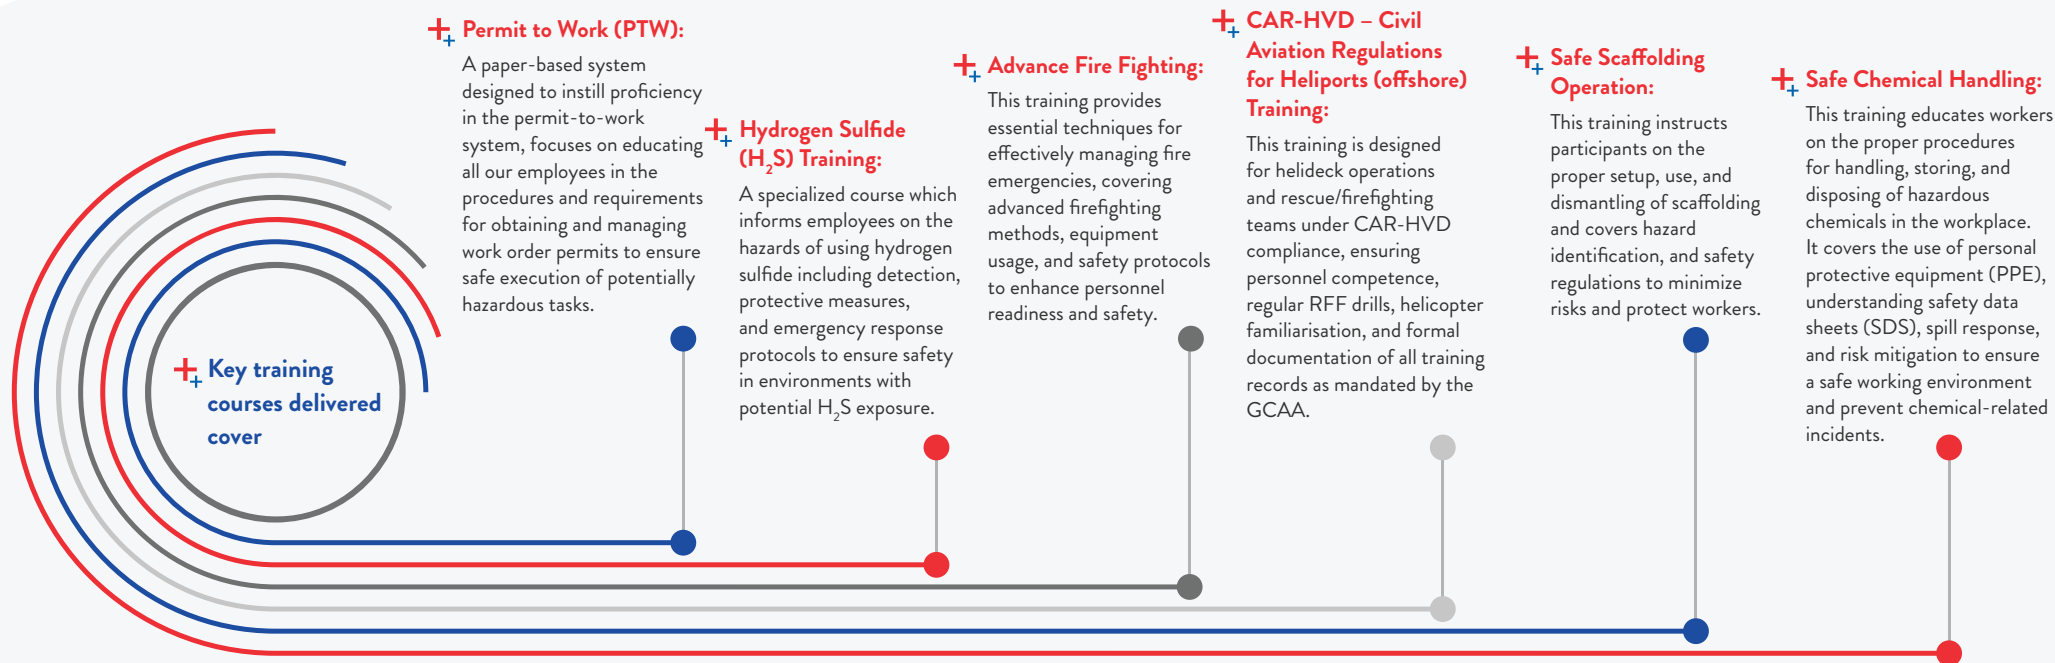 Key training
courses delivered
cover
Permit to Work (PTW):
A paper-based system
designed to instill proficiency
in the permit-to-work
system, focuses on educating
all our employees in the
procedures and requirements
for obtaining and managing
work order permits to ensure
safe execution of potentially
hazardous tasks.
Hydrogen Sulfide
(H₂S) Training:
A specialized course which
informs employees on the
hazards of using hydrogen
sulfide including detection,
protective measures,
and emergency response
protocols to ensure safety
in environments with
potential H₂S exposure.
Advance Fire Fighting:
This training provides
essential techniques for
effectively managing fire
emergencies, covering
advanced firefighting
methods, equipment
usage, and safety protocols
to enhance personnel
readiness and safety.
CAR-HVD – Civil
Aviation Regulations
for Heliports (offshore)
Training:
This training is designed
for helideck operations
and rescue/firefighting
teams under CAR-HVD
compliance, ensuring
personnel competence,
regular RFF drills, helicopter
familiarisation, and formal
documentation of all training
records as mandated by the
GCAA.
Safe Scaffolding
Operation:
This training instructs
participants on the
proper setup, use, and
dismantling of scaffolding
and covers hazard
identification, and safety
regulations to minimize
risks and protect workers.
Safe Chemical Handling:
This training educates workers
on the proper procedures
for handling, storing, and
disposing of hazardous
chemicals in the workplace.
It covers the use of personal
protective equipment (PPE),
understanding safety data
sheets (SDS), spill response,
and risk mitigation to ensure
a safe working environment
and prevent chemical-related
incidents.